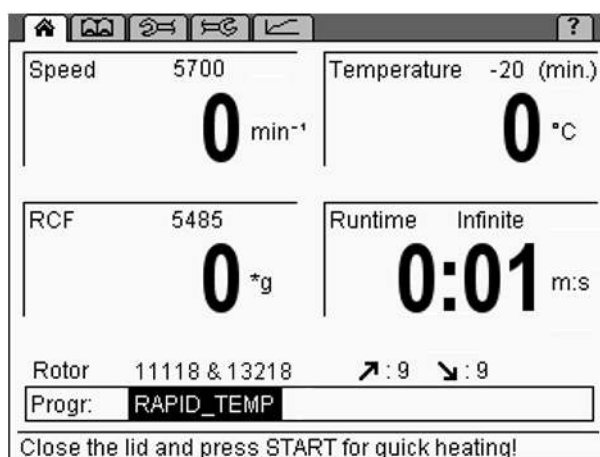 ?
Speed 5700
0 min⁻¹
Temperature -20 (min.)
0 °C
RCF 5485
0 *g
Runtime Infinite
0:01 m:s
Rotor 11118 & 13218 ↗ : 9 ↘ : 9
Progr: RAPID_TEMP
Close the lid and press START for quick heating!